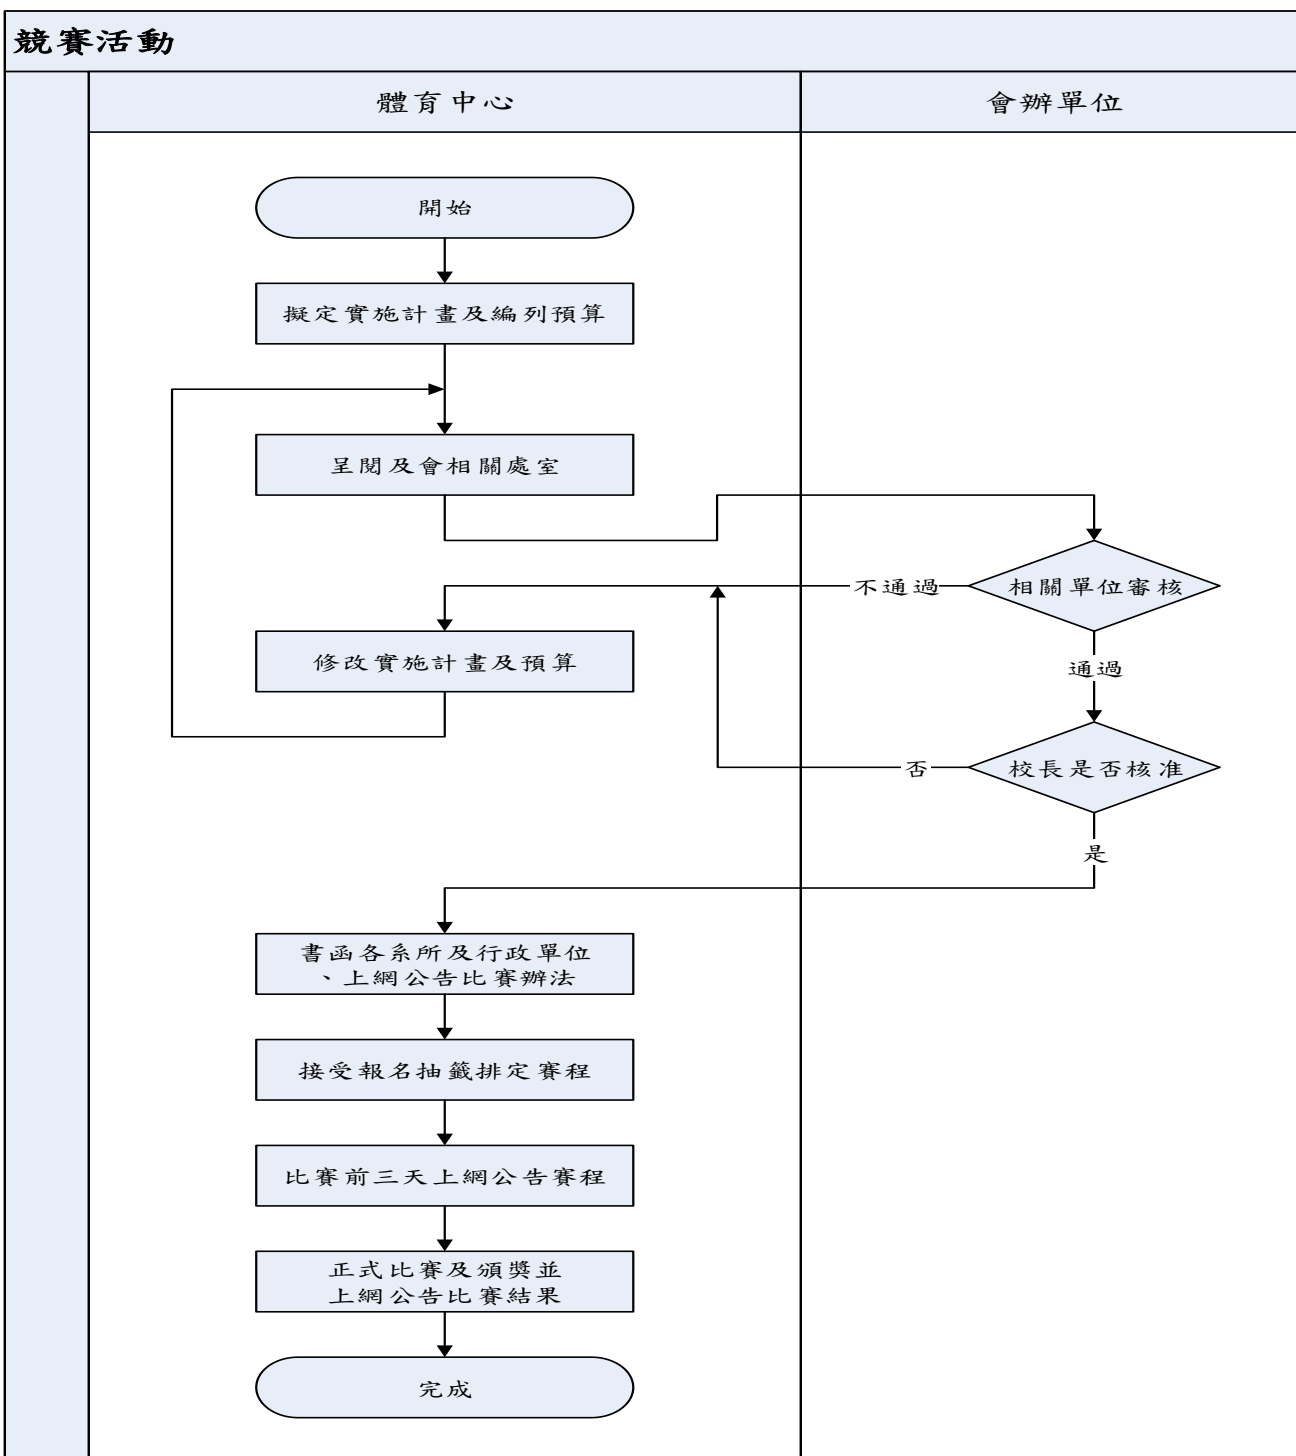 競賽活動
體育中心
會辦單位
開始
擬定實施計畫及編列預算
呈閱及會相關處室
相關單位審核
不通過
修改實施計畫及預算
通過
校長是否核准
否
是
書函各系所及行政單位
、上網公告比賽辦法
接受報名抽籤排定賽程
比賽前三天上網公告賽程
正式比賽及頒獎並
上網公告比賽結果
完成